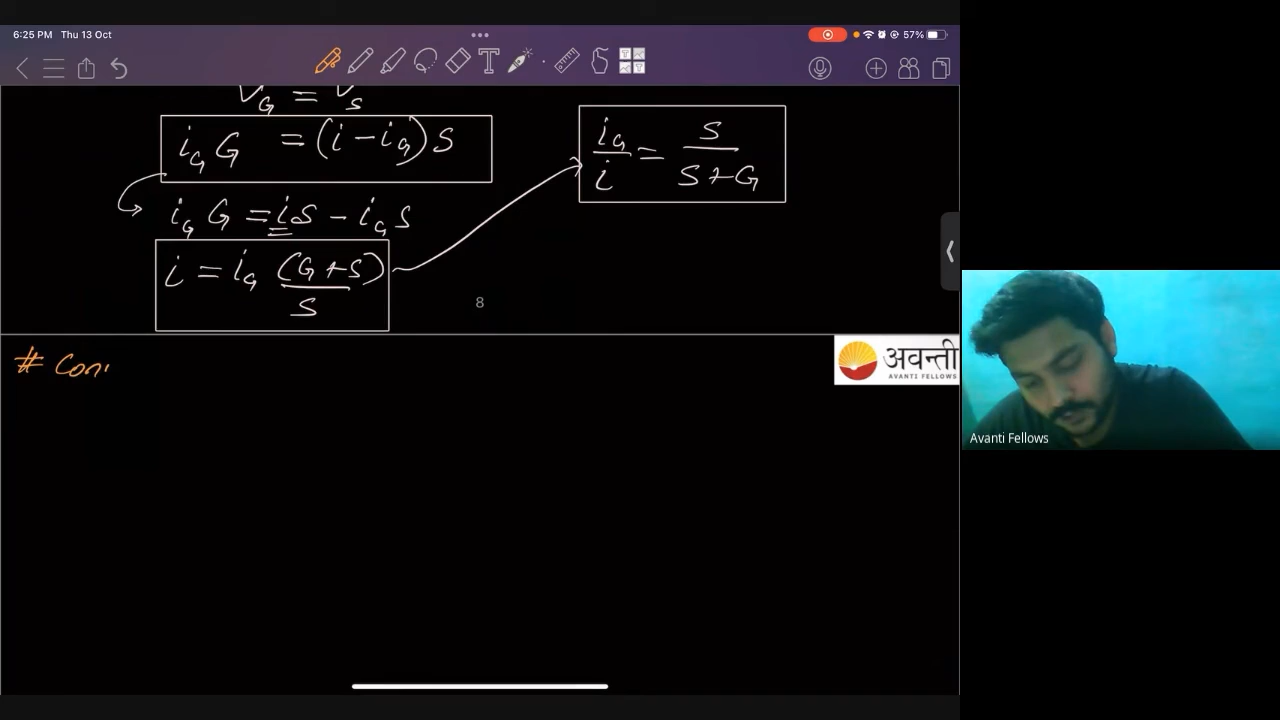 6:25 PM Thu 13 Oct
57%
V_G = V_S
i_G G = (i - i_G) S
i_G G = iS - i_G S
i = i_G (G+S)/S
i_G/i = S/(S+G)
8
# Con
अवन्ती
AVANTI FELLOWS
Avanti Fellows